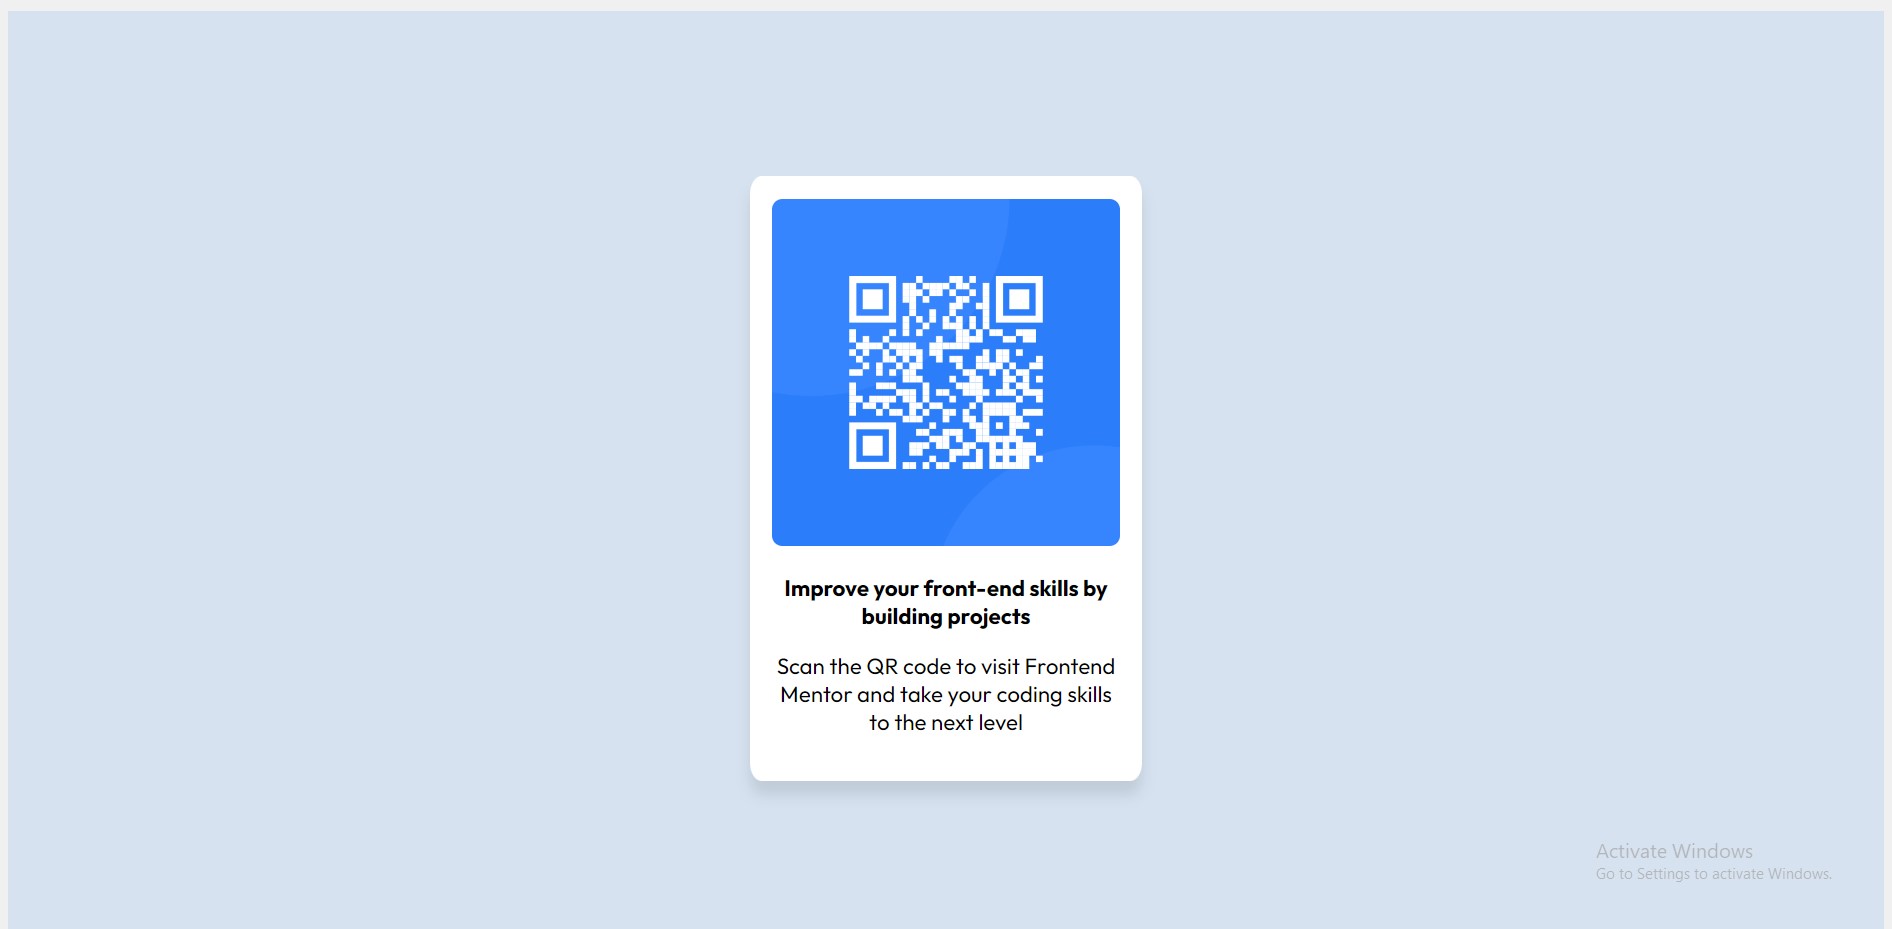 Improve your front-end skills by
building projects
Scan the QR code to visit Frontend
Mentor and take your coding skills
to the next level
Activate Windows
Go to Settings to activate Windows.